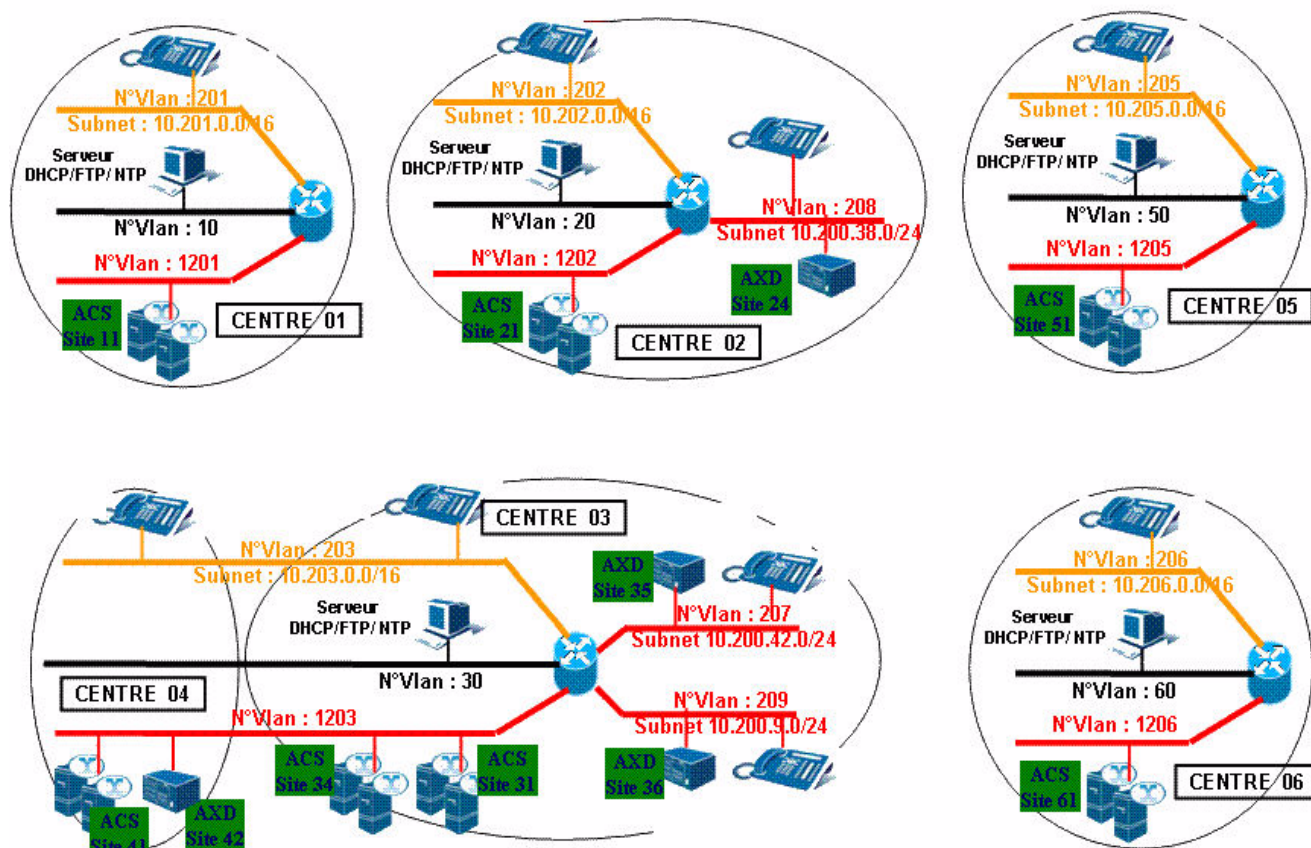 N°Vlan : 201
Subnet : 10.201.0.0/16
Serveur
DHCP/FTP/ NTP
N°Vlan : 10
N°Vlan : 1201
ACS
Site 11
CENTRE 01
N°Vlan : 202
Subnet : 10.202.0.0/16
Serveur
DHCP/FTP/ NTP
N°Vlan : 20
N°Vlan : 208
Subnet 10.200.38.0/24
N°Vlan : 1202
ACS
Site 21
AXD
Site 24
CENTRE 02
N°Vlan : 205
Subnet : 10.205.0.0/16
Serveur
DHCP/FTP/ NTP
N°Vlan : 50
N°Vlan : 1205
ACS
Site 51
CENTRE 05
CENTRE 03
N°Vlan : 203
Subnet : 10.203.0.0/16
Serveur
DHCP/FTP/ NTP
AXD
Site 35
N°Vlan : 207
Subnet 10.200.42.0/24
CENTRE 04
N°Vlan : 30
N°Vlan : 209
Subnet 10.200.9.0/24
N°Vlan : 1203
ACS
Site 34
ACS
Site 31
AXD
Site 36
ACS
Site 41
AXD
Site 42
N°Vlan : 206
Subnet : 10.206.0.0/16
Serveur
DHCP/FTP/ NTP
N°Vlan : 60
N°Vlan : 1206
ACS
Site 61
CENTRE 06